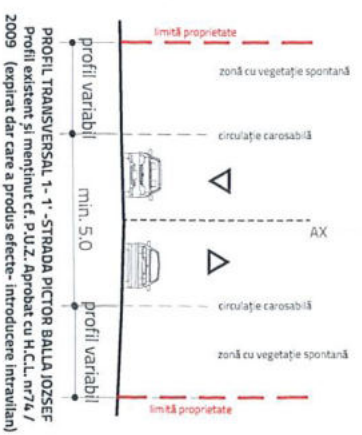 limită proprietate
zonă cu vegetație spontană
circulație carosabilă
AX
circulație carosabilă
zonă cu vegetație spontană
limită proprietate
profil variabil
min. 5.0
profil variabil
PROFIL TRANSVERSAL 1- 1' -STRADA PICTOR BALLA JOZSEF
Profil existent și menținut cf. P.U.Z. Aprobat cu H.C.L. nr74 /
2009 (expirat dar care a produs efecte- introducere intravilan)